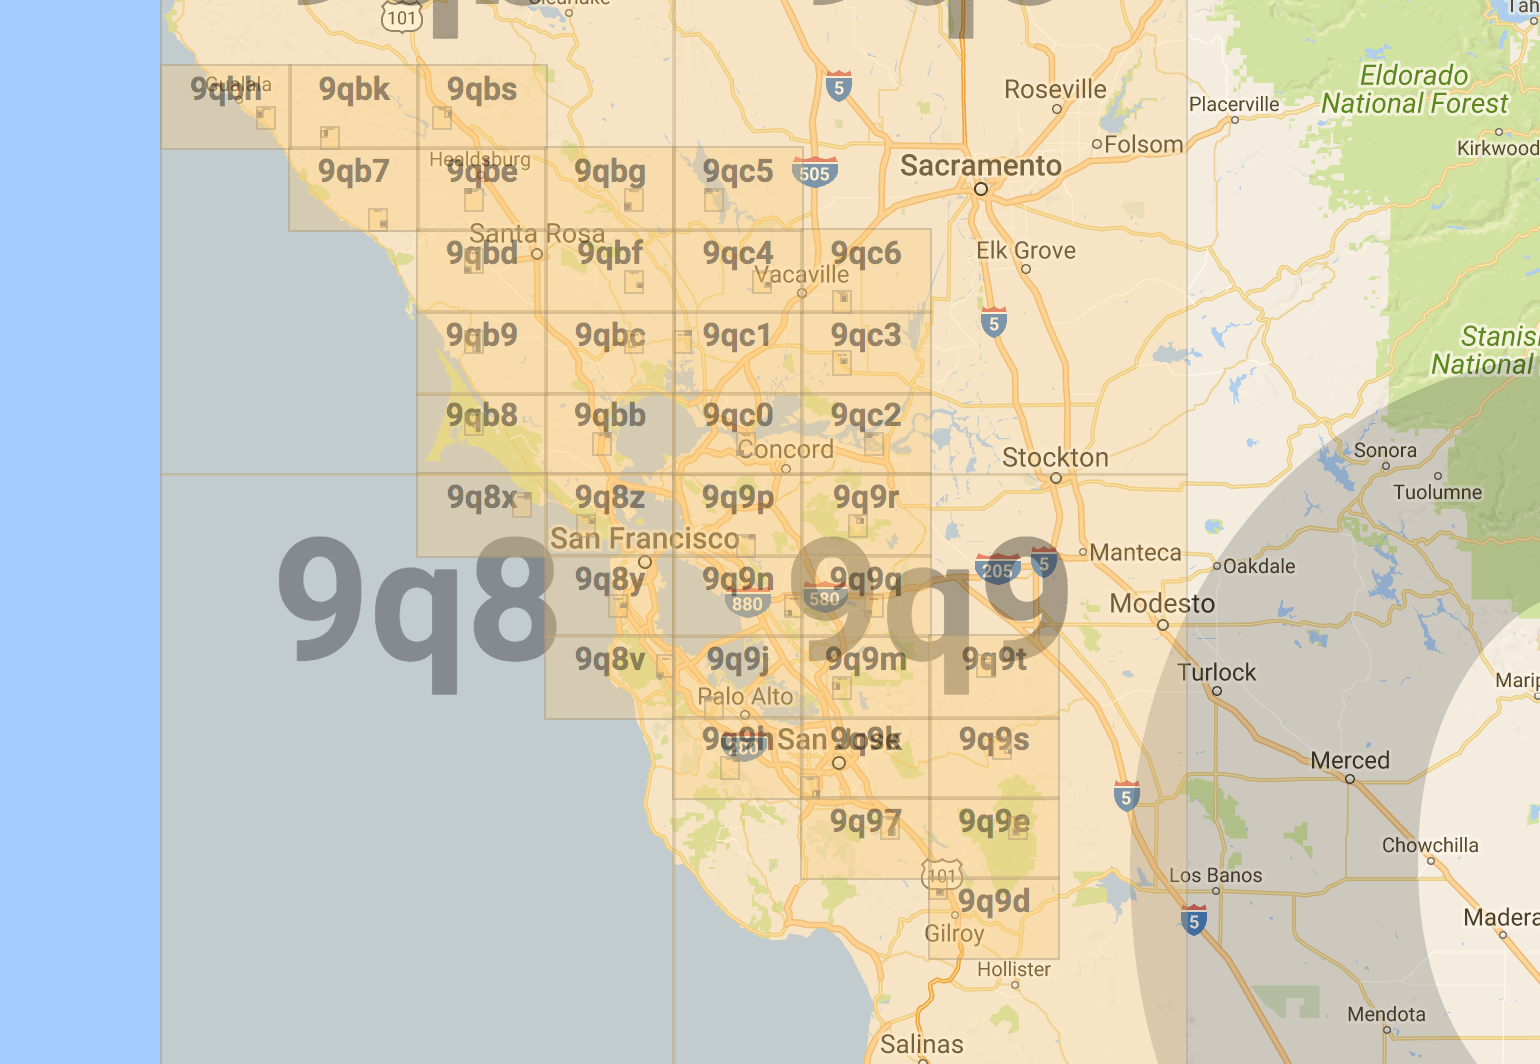 Clearlake
101
Tah
Gualala
9qbh
9qbk
9qbs
5
Roseville
Eldorado
National Forest
Placerville
Folsom
Kirkwood
Healdsburg
9qb7
9qbe
9qbg
9qc5
505
Sacramento
Santa Rosa
9qbd
9qbf
9qc4
9qc6
Vacaville
Elk Grove
9qb9
9qbc
9qc1
9qc3
5
Stanis
National
9qb8
9qbb
9qc0
9qc2
Concord
Stockton
Sonora
Tuolumne
9q8x
9q8z
9q9p
9q9r
San Francisco
9q8
9q9
9q8y
9q9n
9q9q
880
580
205
5
Manteca
Oakdale
Modesto
9q8v
9q9j
9q9m
9q9t
Palo Alto
Turlock
Marip
9q9h
280
San Jose
9q9k
9q9s
Merced
5
9q97
9q9e
Chowchilla
101
Los Banos
9q9d
5
Gilroy
Madera
Hollister
Mendota
Salinas